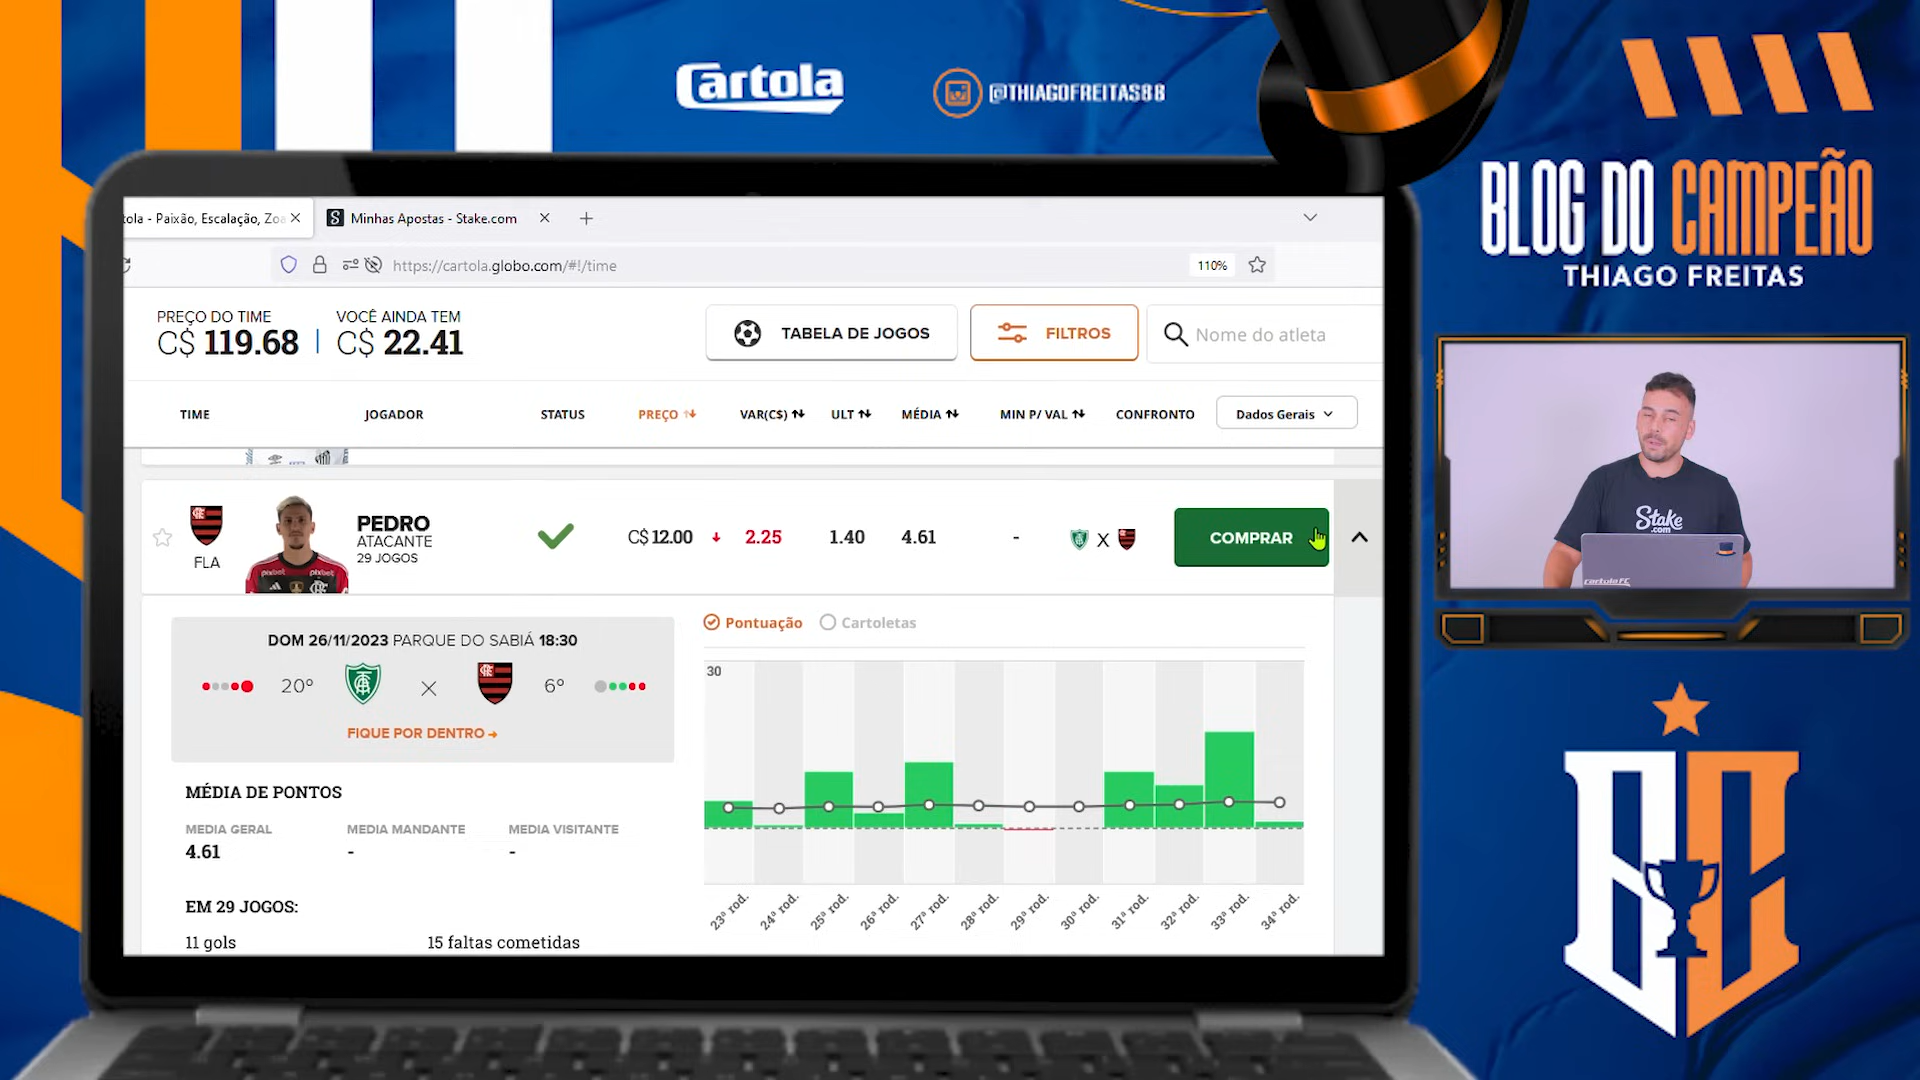 Cartola
@THIAGOFREITAS88
BLOG DO CAMPEÃO
THIAGO FREITAS
tola - Paixão, Escalação, Zoa
Minhas Apostas - Stake.com
https://cartola.globo.com/#!/time
110%
PREÇO DO TIME
C$ 119.68
VOCÊ AINDA TEM
C$ 22.41
TABELA DE JOGOS
FILTROS
Nome do atleta
TIME JOGADOR STATUS PREÇO VAR(C$) ULT MÉDIA MIN P/ VAL CONFRONTO Dados Gerais
FLA
PEDRO
ATACANTE
29 JOGOS
C$ 12.00 2.25 1.40 4.61 - X COMPRAR
DOM 26/11/2023 PARQUE DO SABIÁ 18:30
20º 6º
FIQUE POR DENTRO
Pontuação Cartoletas
30
23ª rod. 24ª rod. 25ª rod. 26ª rod. 27ª rod. 28ª rod. 29ª rod. 30ª rod. 31ª rod. 32ª rod. 33ª rod. 34ª rod.
MÉDIA DE PONTOS
MEDIA GERAL MEDIA MANDANTE MEDIA VISITANTE
4.61 - -
EM 29 JOGOS:
11 gols 15 faltas cometidas
Stake
.com
cartolaFC